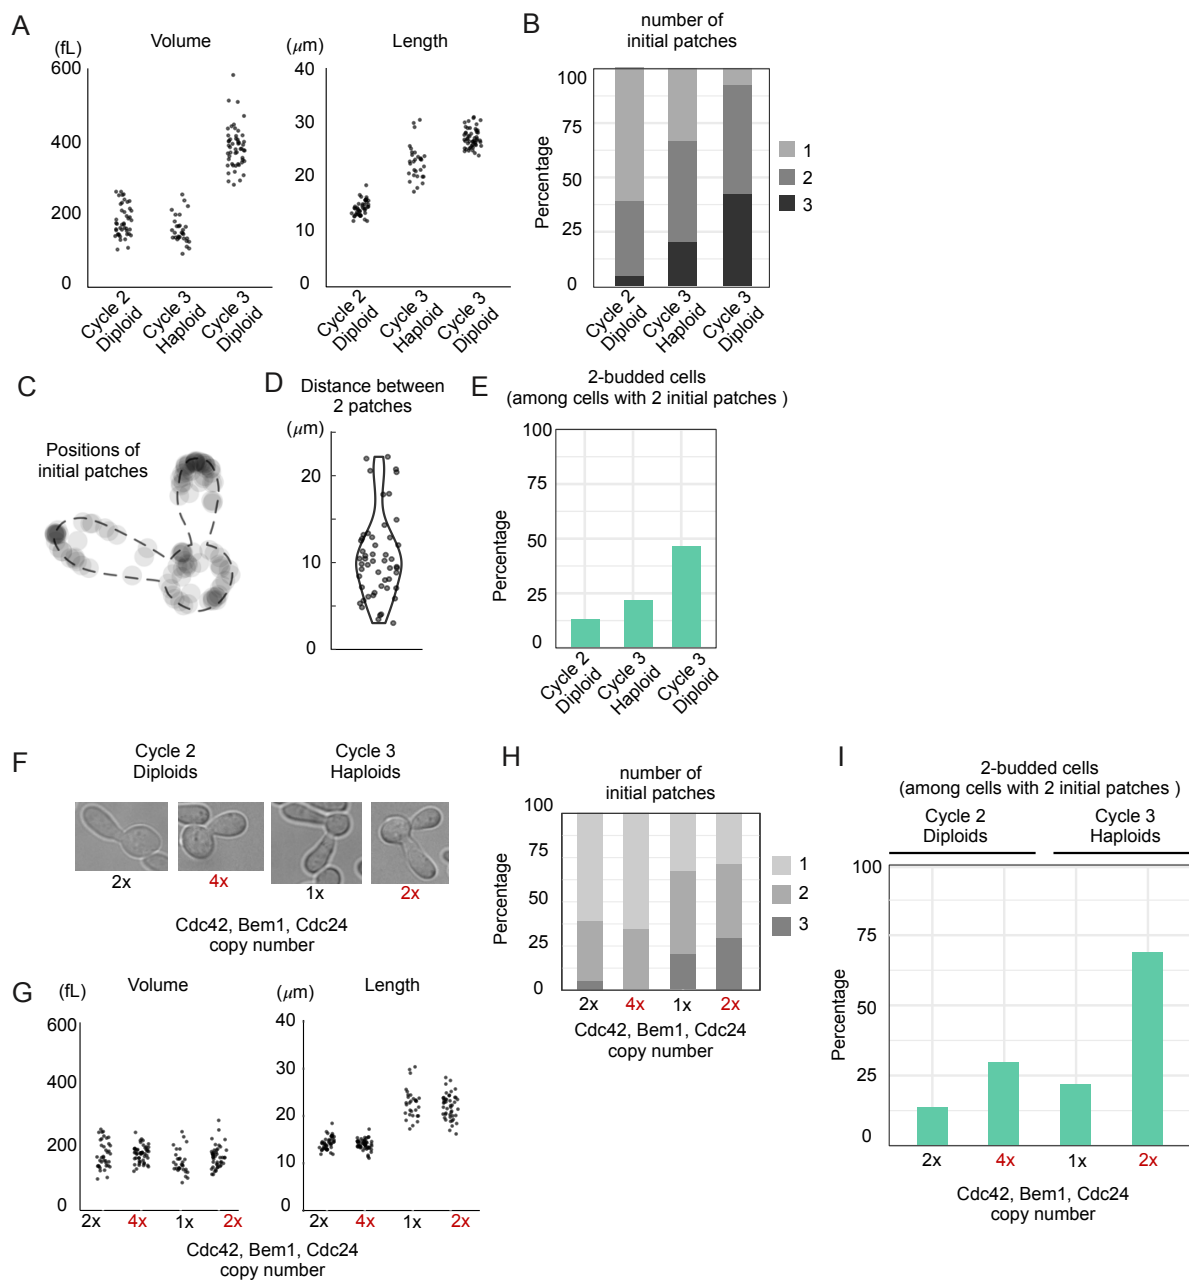 A
Volume
(fL)
600
400
200
0
Cycle 2
Diploid
Cycle 3
Haploid
Cycle 3
Diploid
Length
(μm)
40
30
20
10
0
Cycle 2
Diploid
Cycle 3
Haploid
Cycle 3
Diploid
B
number of
initial patches
Percentage
100
75
50
25
0
Cycle 2
Diploid
Cycle 3
Haploid
Cycle 3
Diploid
1
2
3
C
Positions of
initial patches
D
Distance between
2 patches
(μm)
20
10
0
E
2-budded cells
(among cells with 2 initial patches )
Percentage
100
75
50
25
0
Cycle 2
Diploid
Cycle 3
Haploid
Cycle 3
Diploid
F
Cycle 2
Diploids
Cycle 3
Haploids
2x
4x
1x
2x
Cdc42, Bem1, Cdc24
copy number
G
Volume
(fL)
600
400
200
0
2x
4x
1x
2x
Length
(μm)
40
30
20
10
0
2x
4x
1x
2x
Cdc42, Bem1, Cdc24
copy number
H
number of
initial patches
Percentage
100
75
50
25
0
2x
4x
1x
2x
Cdc42, Bem1, Cdc24
copy number
1
2
3
I
2-budded cells
(among cells with 2 initial patches )
Cycle 2
Diploids
Cycle 3
Haploids
Percentage
100
75
50
25
0
2x
4x
1x
2x
Cdc42, Bem1, Cdc24
copy number